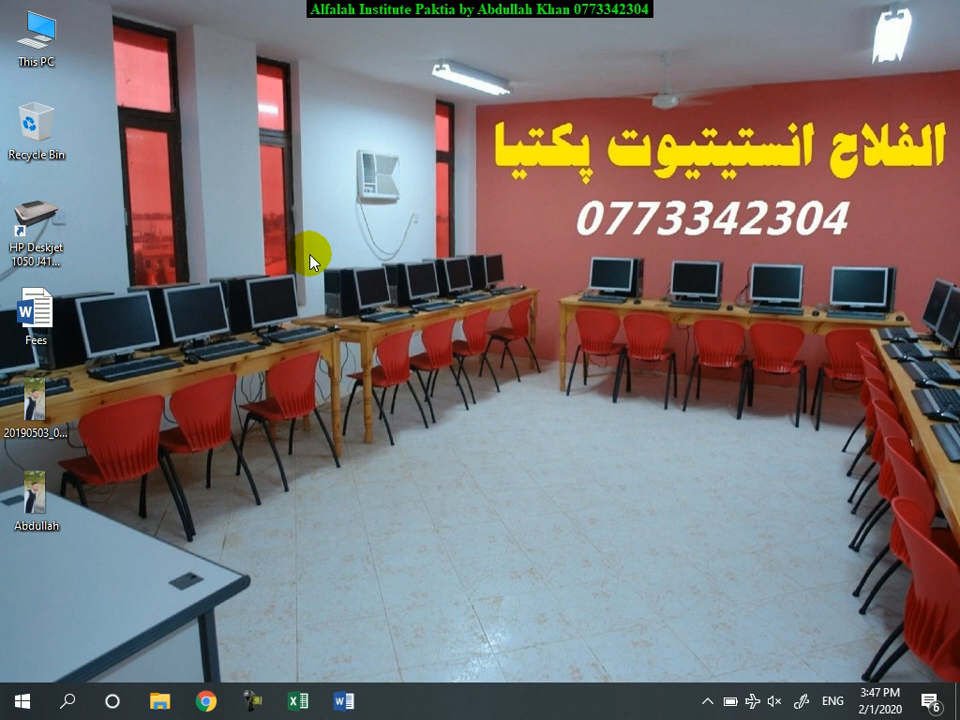 Alfalah Institute Paktia by Abdullah Khan 0773342304
This PC
Recycle Bin
HP Deskjet
1050 J41...
Fees
20190503_0...
Abdullah
الفلاح انستیتیوت پکتیا
0773342304
ENG
3:47 PM
2/1/2020
6